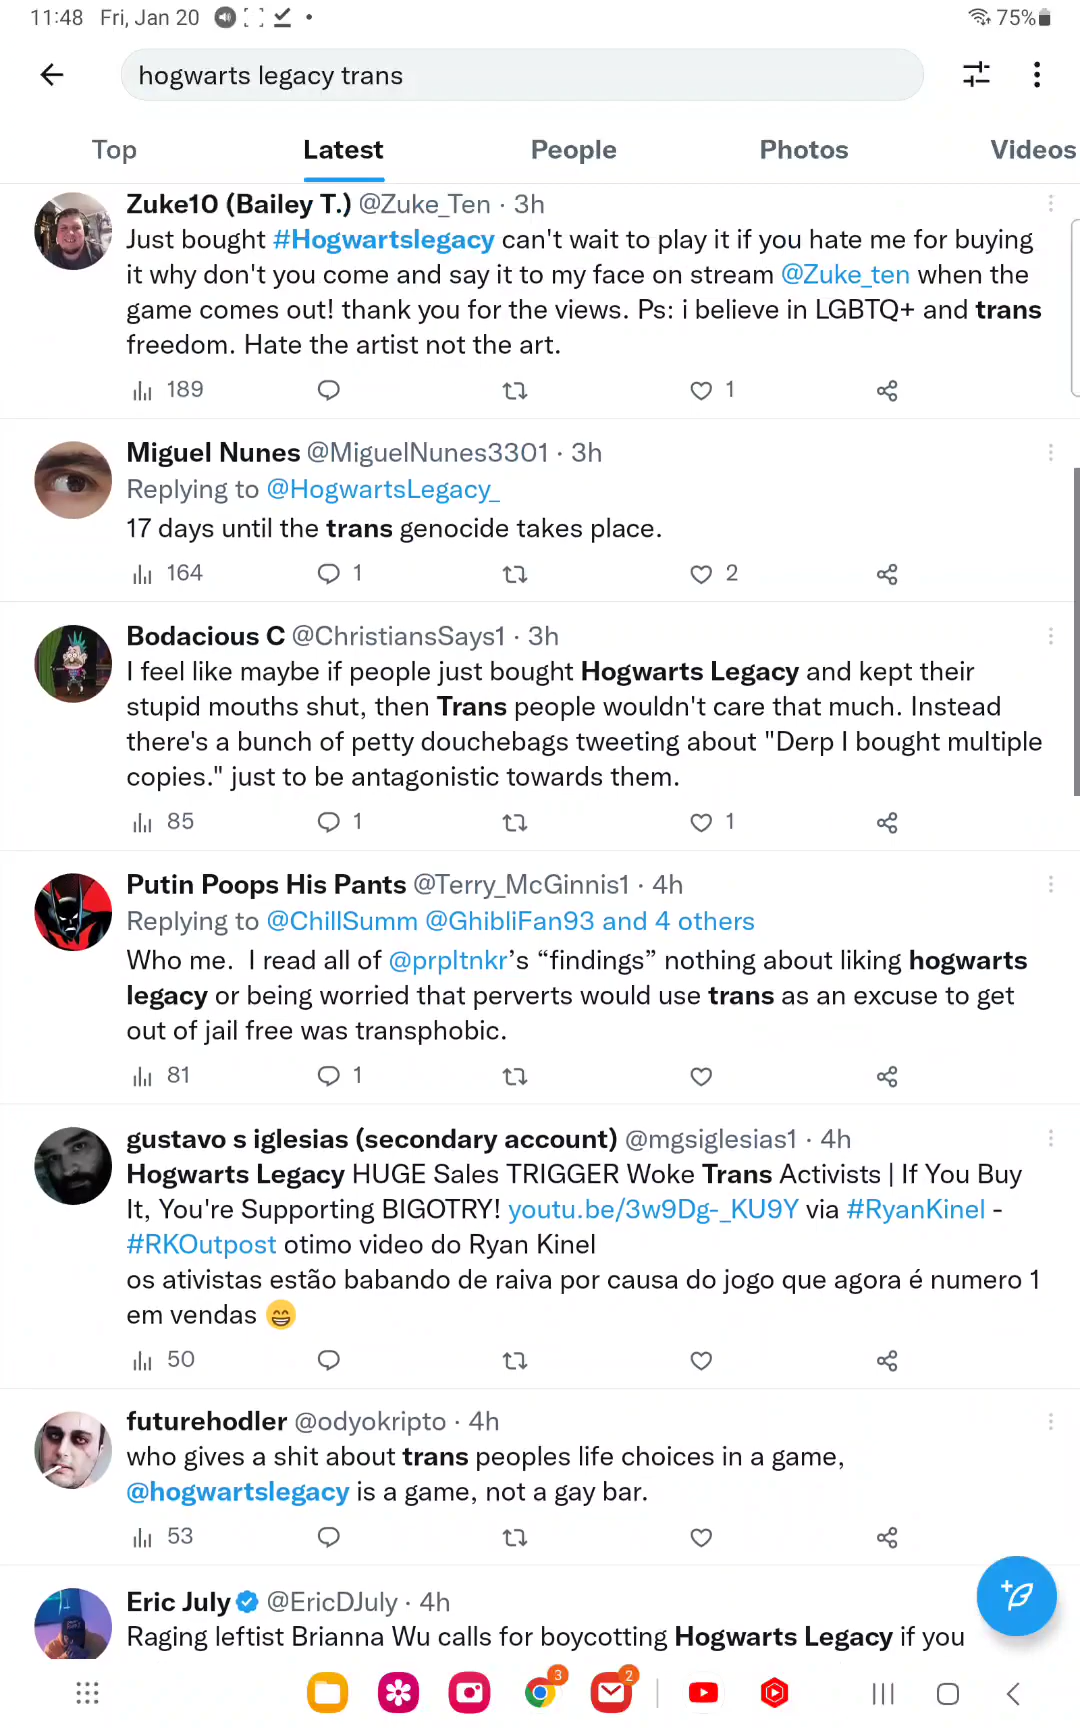 11:48 Fri, Jan 20 75%
hogwarts legacy trans
Top Latest People Photos Videos
Zuke10 (Bailey T.) @Zuke_Ten · 3h
Just bought #Hogwartslegacy can't wait to play it if you hate me for buying
it why don't you come and say it to my face on stream @Zuke_ten when the
game comes out! thank you for the views. Ps: i believe in LGBTQ+ and trans
freedom. Hate the artist not the art.
189 1
Miguel Nunes @MiguelNunes3301 · 3h
Replying to @HogwartsLegacy_
17 days until the trans genocide takes place.
164 1 2
Bodacious C @ChristiansSays1 · 3h
I feel like maybe if people just bought Hogwarts Legacy and kept their
stupid mouths shut, then Trans people wouldn't care that much. Instead
there's a bunch of petty douchebags tweeting about "Derp I bought multiple
copies." just to be antagonistic towards them.
85 1 1
Putin Poops His Pants @Terry_McGinnis1 · 4h
Replying to @ChillSumm @GhibliFan93 and 4 others
Who me.  I read all of @prpltnkr’s “findings” nothing about liking hogwarts
legacy or being worried that perverts would use trans as an excuse to get
out of jail free was transphobic.
81 1
gustavo s iglesias (secondary account) @mgsiglesias1 · 4h
Hogwarts Legacy HUGE Sales TRIGGER Woke Trans Activists | If You Buy
It, You're Supporting BIGOTRY! youtu.be/3w9Dg-_KU9Y via #RyanKinel -
#RKOutpost otimo video do Ryan Kinel
os ativistas estão babando de raiva por causa do jogo que agora é numero 1
em vendas 😁
50
futurehodler @odyokripto · 4h
who gives a shit about trans peoples life choices in a game,
@hogwartslegacy is a game, not a gay bar.
53
Eric July @EricDJuly · 4h
Raging leftist Brianna Wu calls for boycotting Hogwarts Legacy if you
3 2